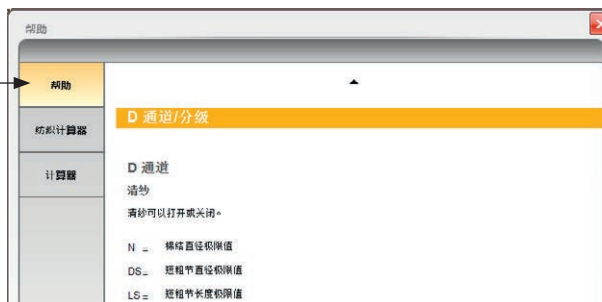 帮助
帮助
纺织计算器
计算器
D 通道/分级
D 通道
清纱
清纱可以打开或关闭。
N = 棉结直径极限值
DS= 短粗节直径极限值
LS= 短粗节长度极限值